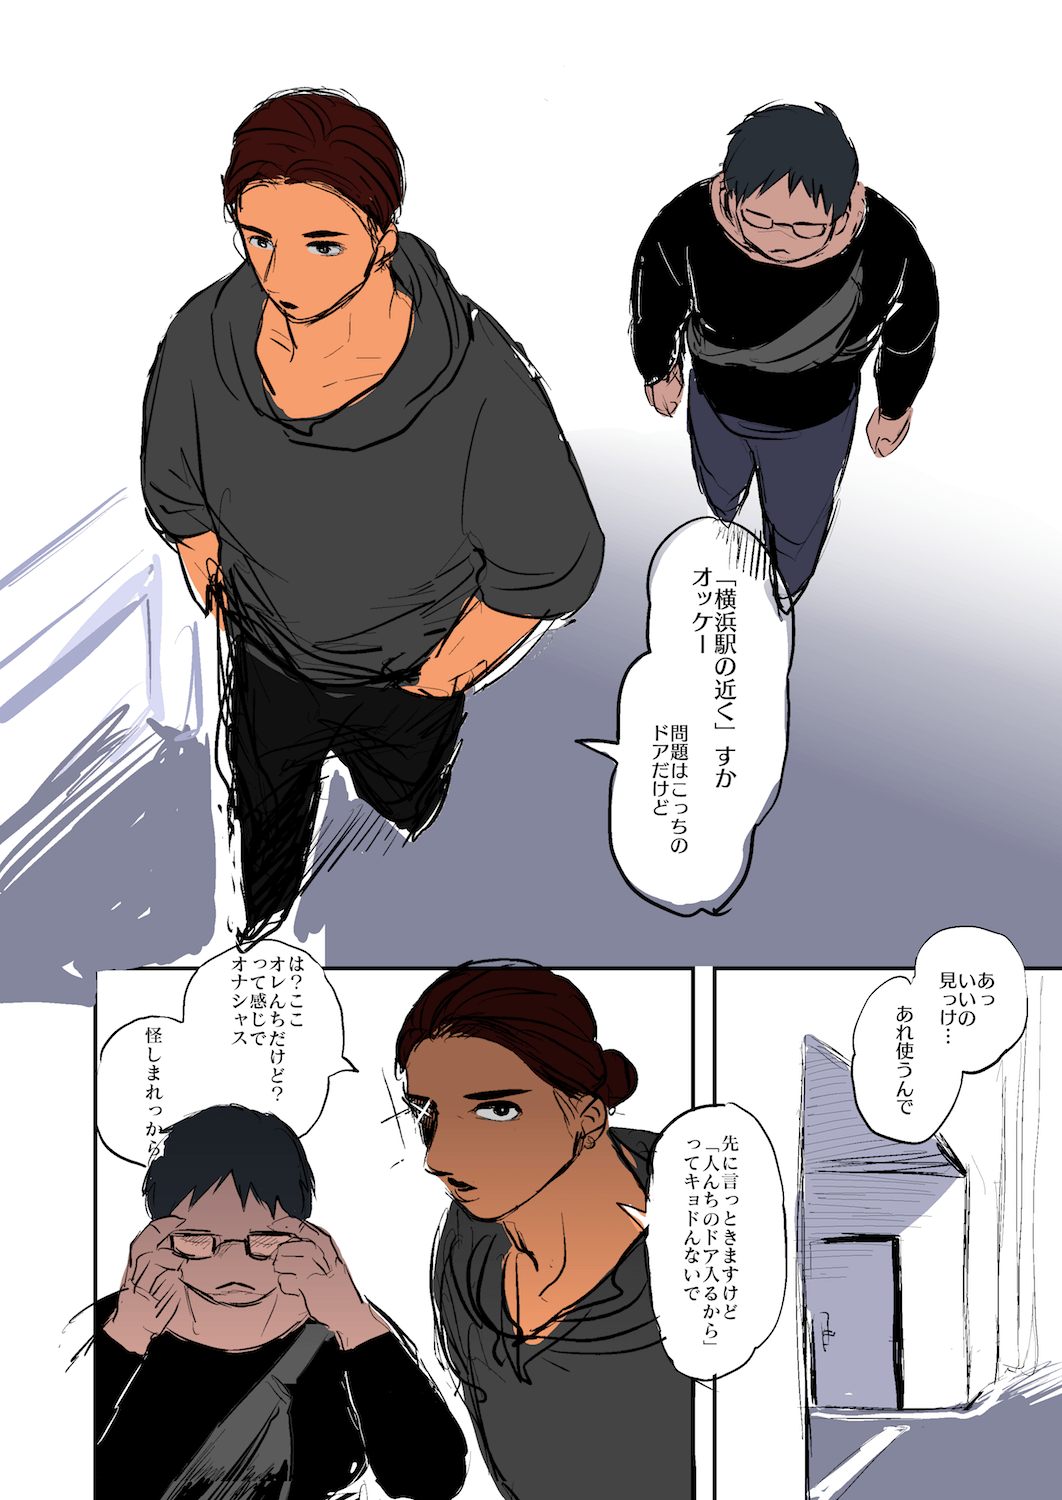 「横浜駅の近く」すか
オッケー
問題はこっちの
ドアだけど
あっ
いいの
見っけ…
あれ使うんで
先に言っときますけど
「人んちのドア入るから」
ってキョドんないで
は？ここ
オレんちだけど？
って感じで
オナシャス
怪しまれっから